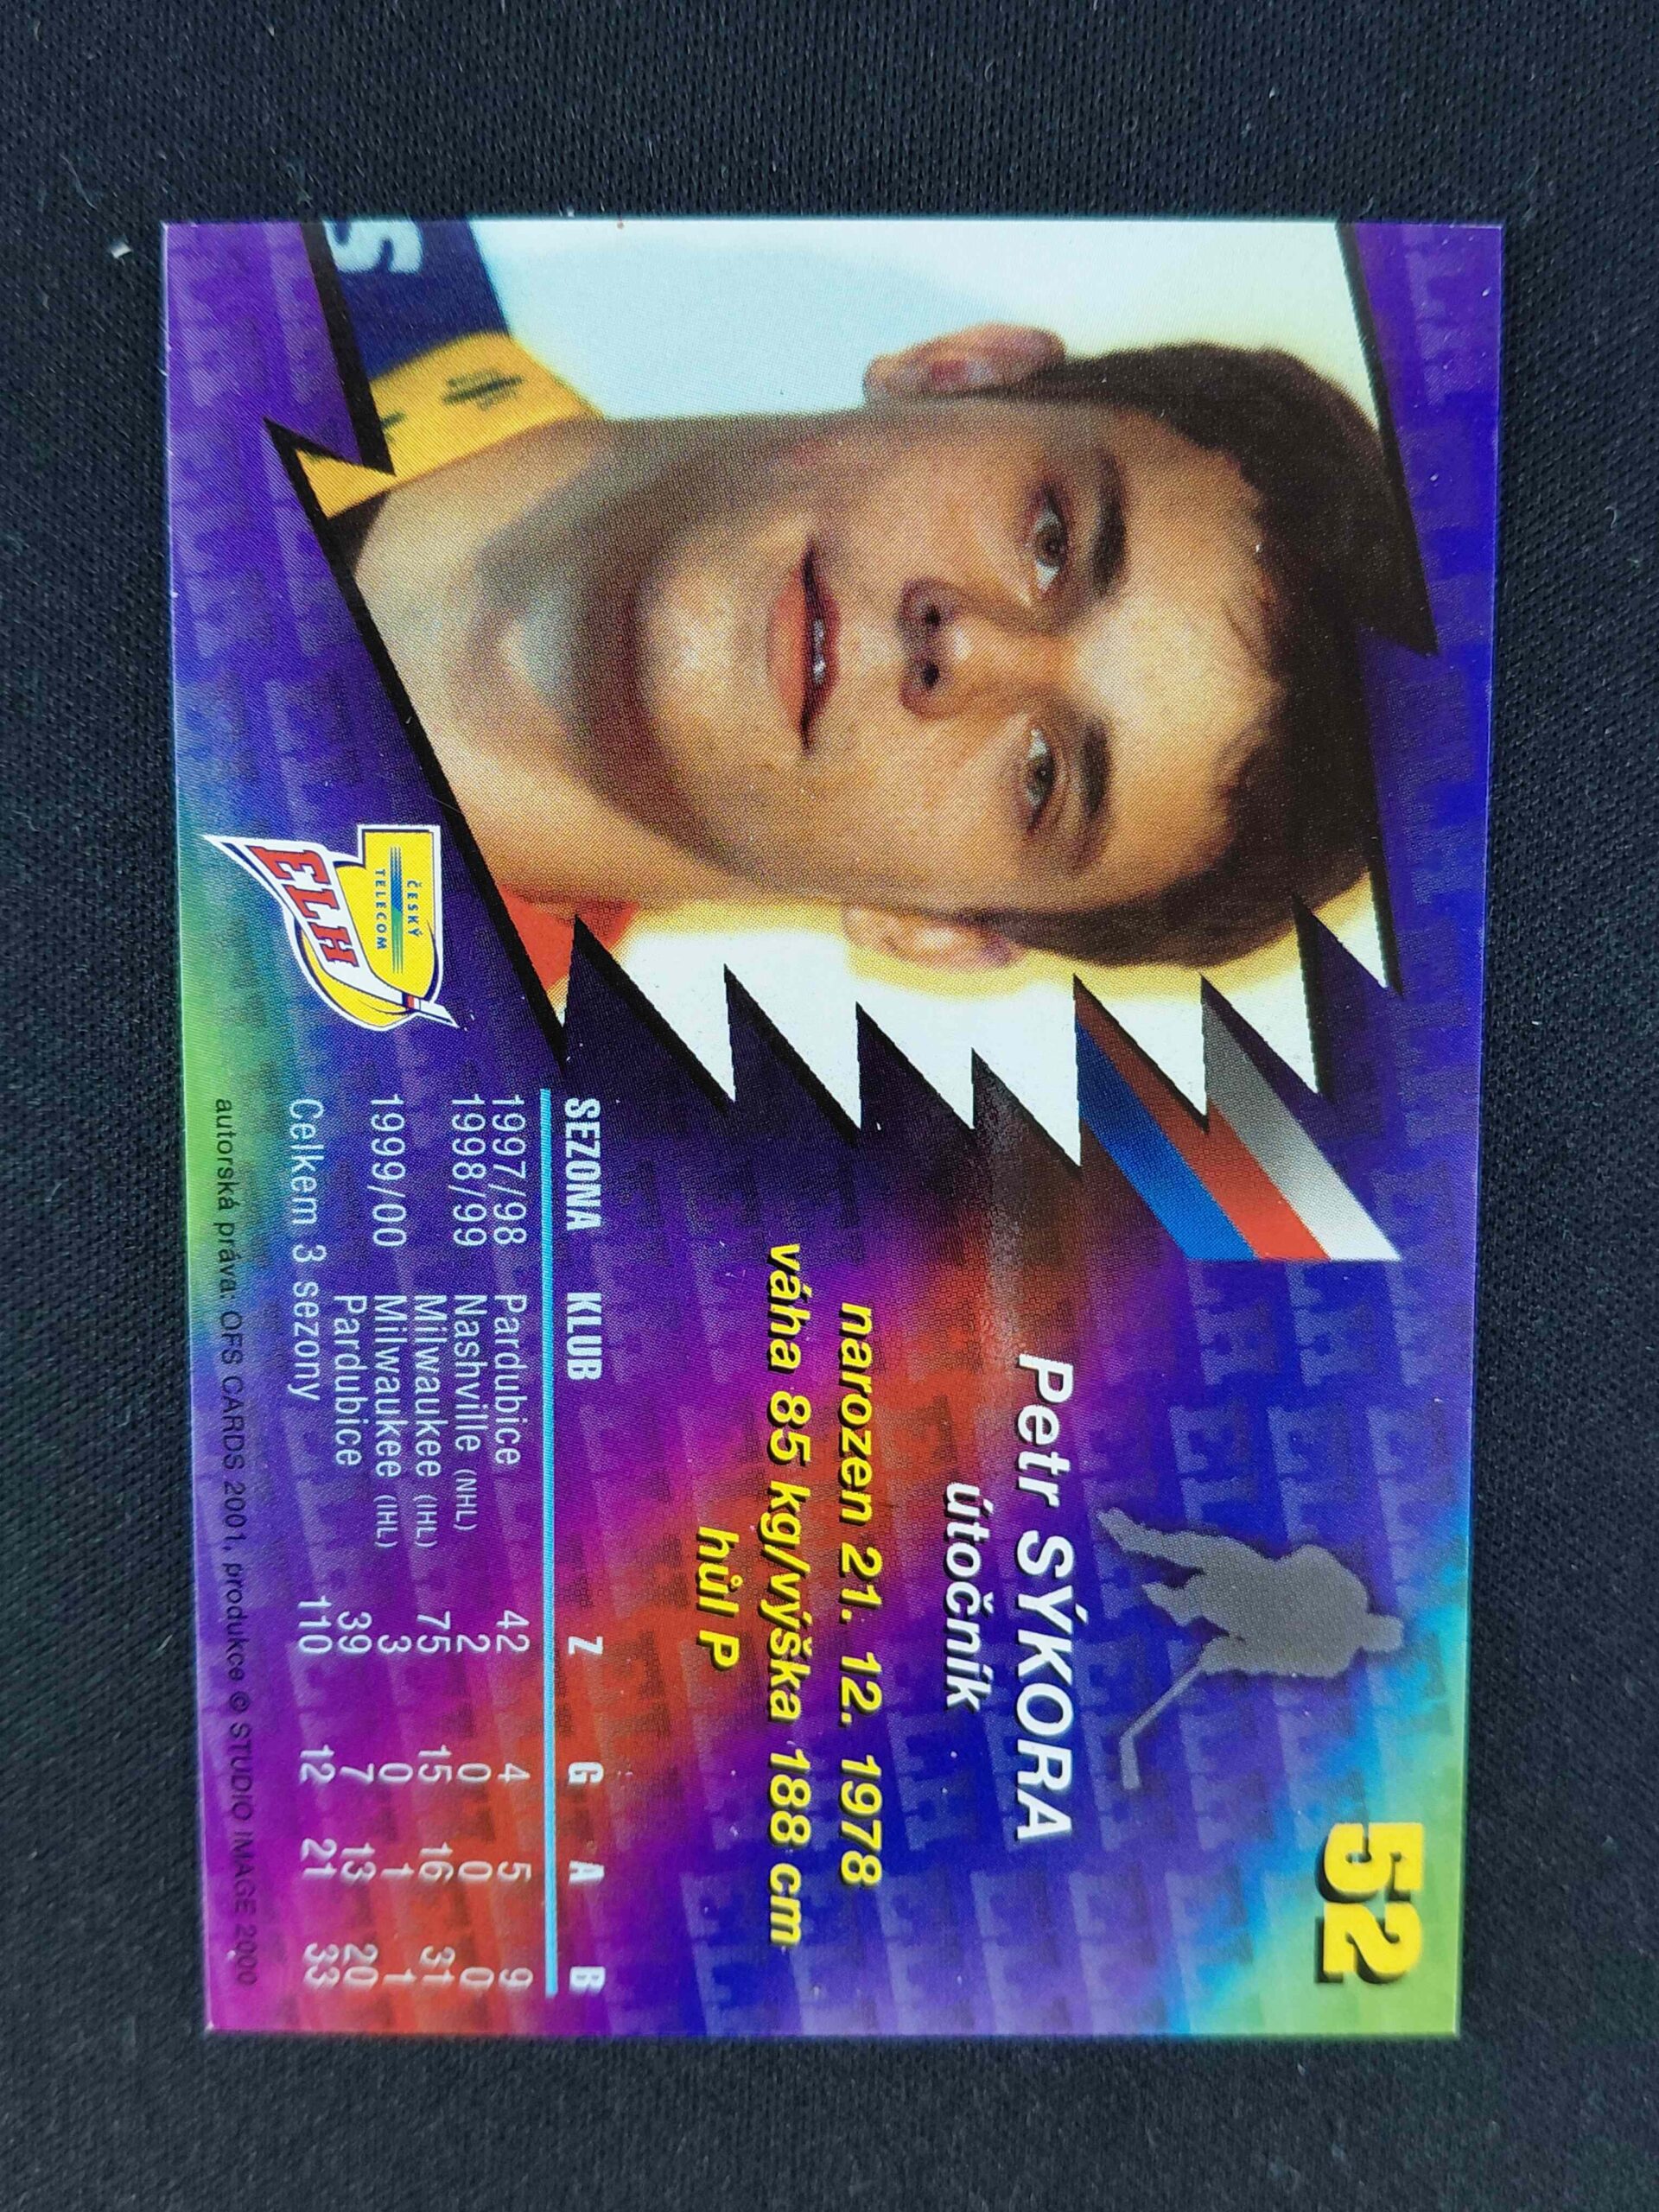 52
Petr SÝKORA
útočník
narozen 21. 12. 1978
váha 85 kg/výška 188 cm
hůl P
S
ČESKÝ
TELECOM
ELH
SEZONA KLUB Z G A B
1997/98 Pardubice 42 4 5 9
1998/99 Nashville (NHL) 2 0 0 0
Milwaukee (IHL) 75 15 16 31
1999/00 Milwaukee (IHL) 3 0 1 1
Pardubice 39 7 13 20
Celkem 3 sezony 110 12 21 33
autorská práva: OFS CARDS 2001, produkce © STUDIO IMAGE 2000